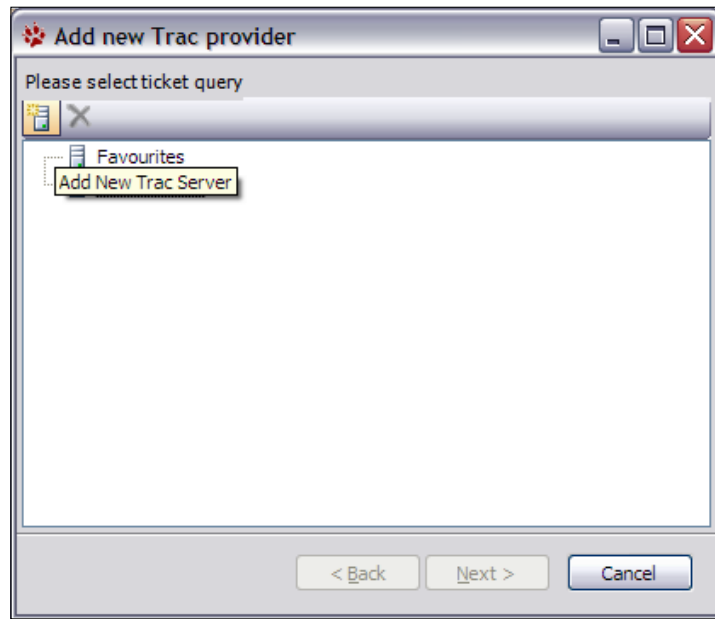 Add new Trac provider
Please select ticket query
Favourites
Add New Trac Server
< Back
Next >
Cancel